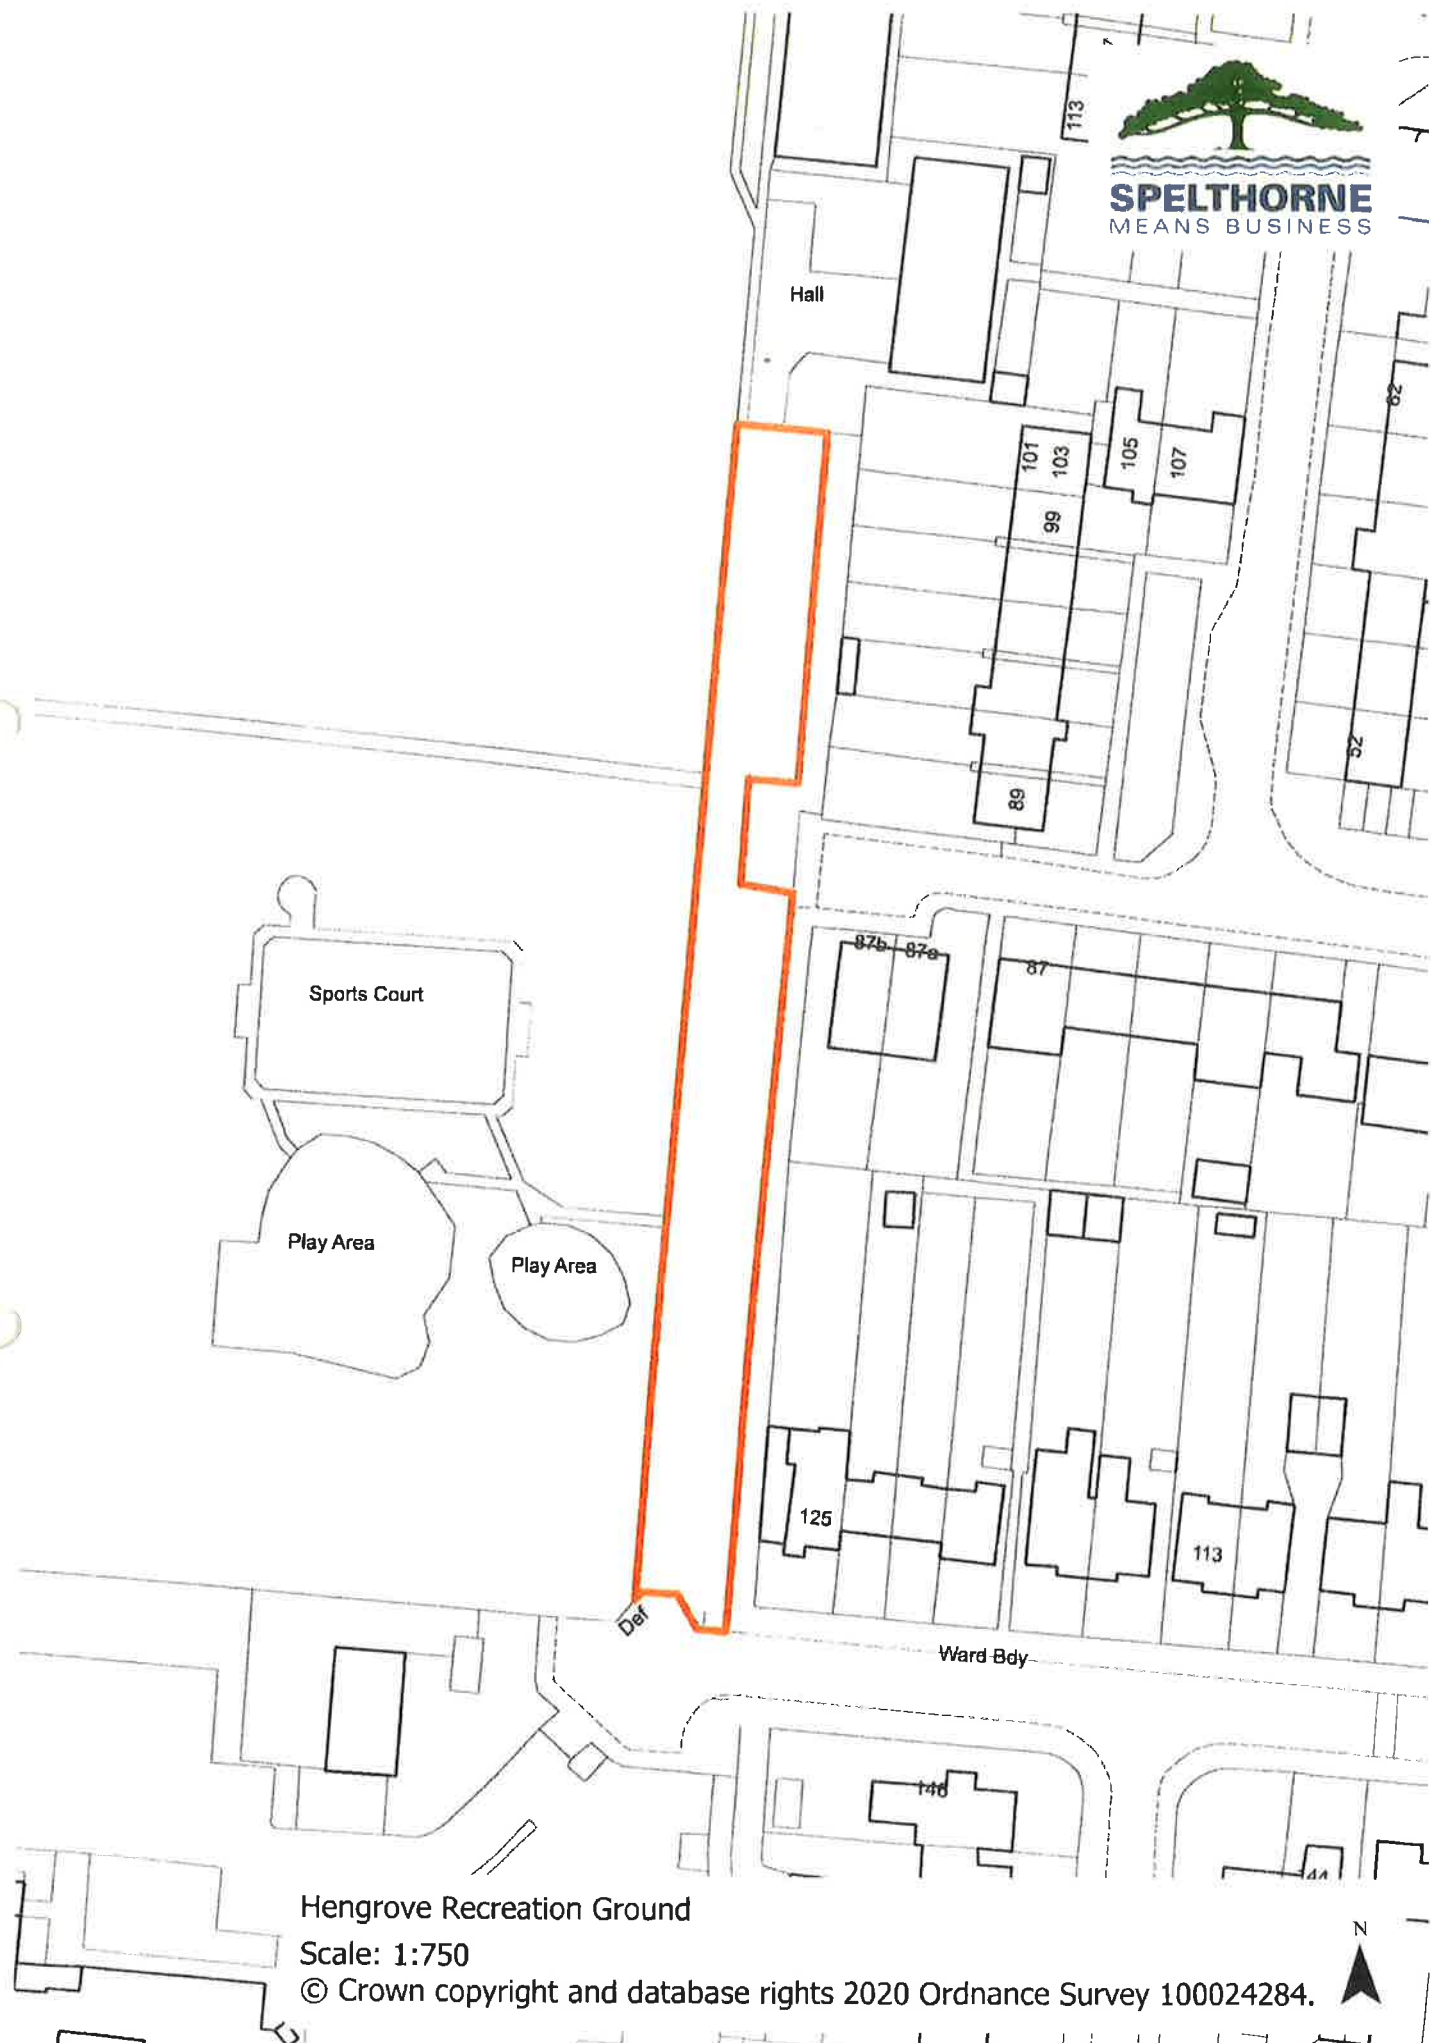 113
SPELTHORNE
MEANS BUSINESS
Hall
62
101
103
105
107
99
52
89
87b
87a
87
Sports Court
Play Area
Play Area
125
113
Def
Ward Bdy
146
144
Hengrove Recreation Ground
Scale: 1:750
N
© Crown copyright and database rights 2020 Ordnance Survey 100024284.